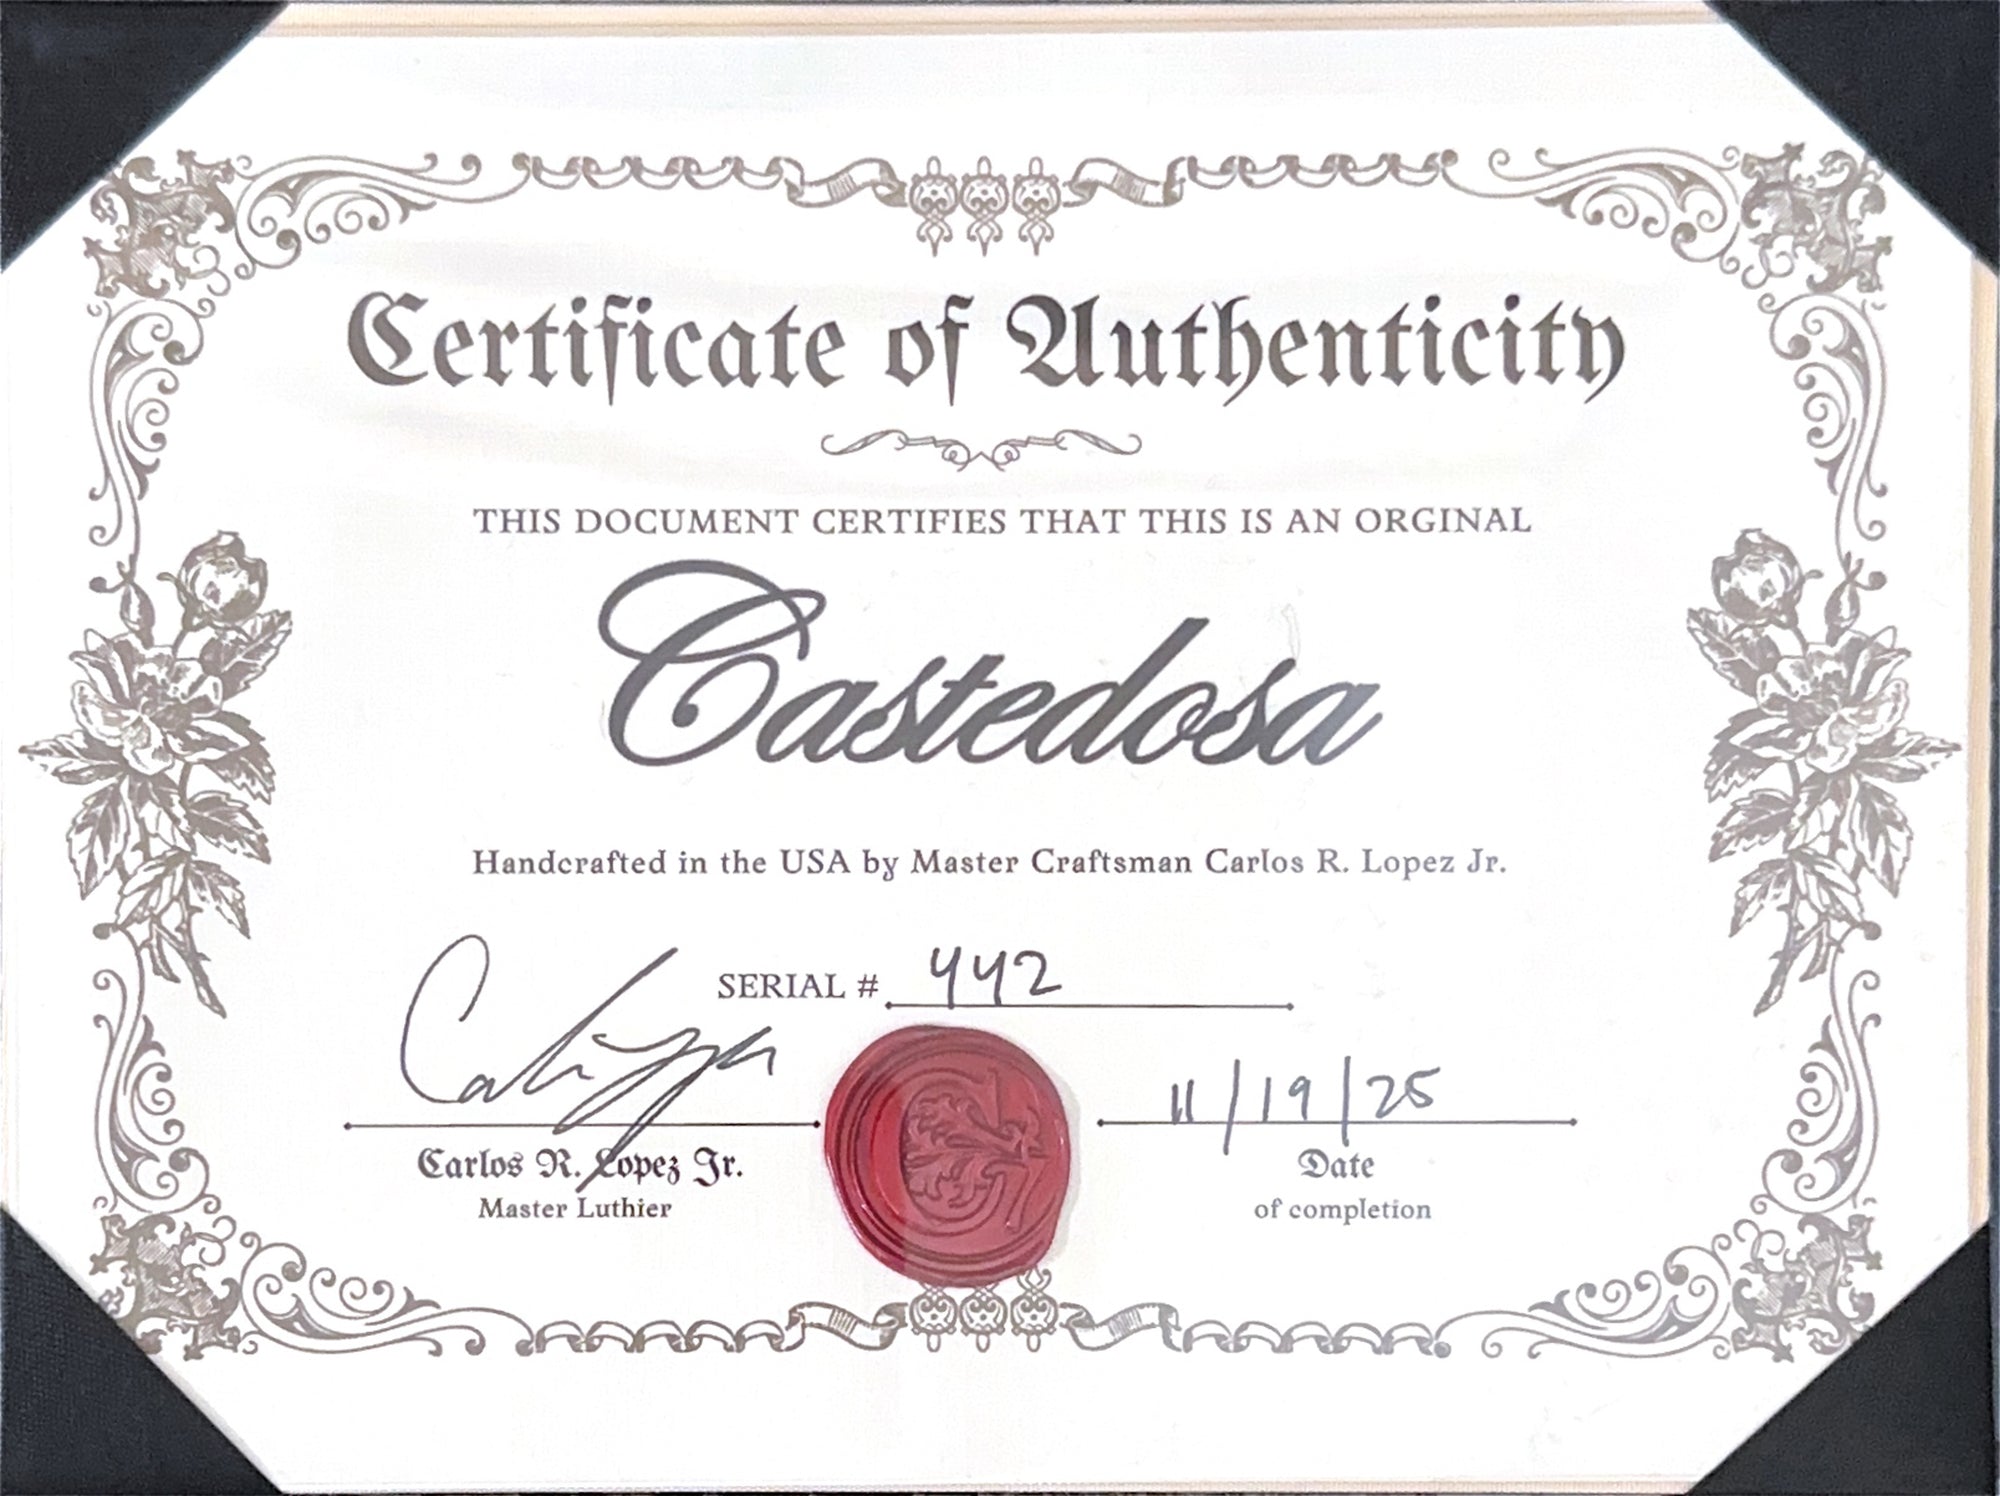 Certificate of Authenticity
THIS DOCUMENT CERTIFIES THAT THIS IS AN ORGINAL
Castedosa
Handcrafted in the USA by Master Craftsman Carlos R. Lopez Jr.
SERIAL # 442
11/19/25
Carlos R. Lopez Jr.
Master Luthier
Date
of completion